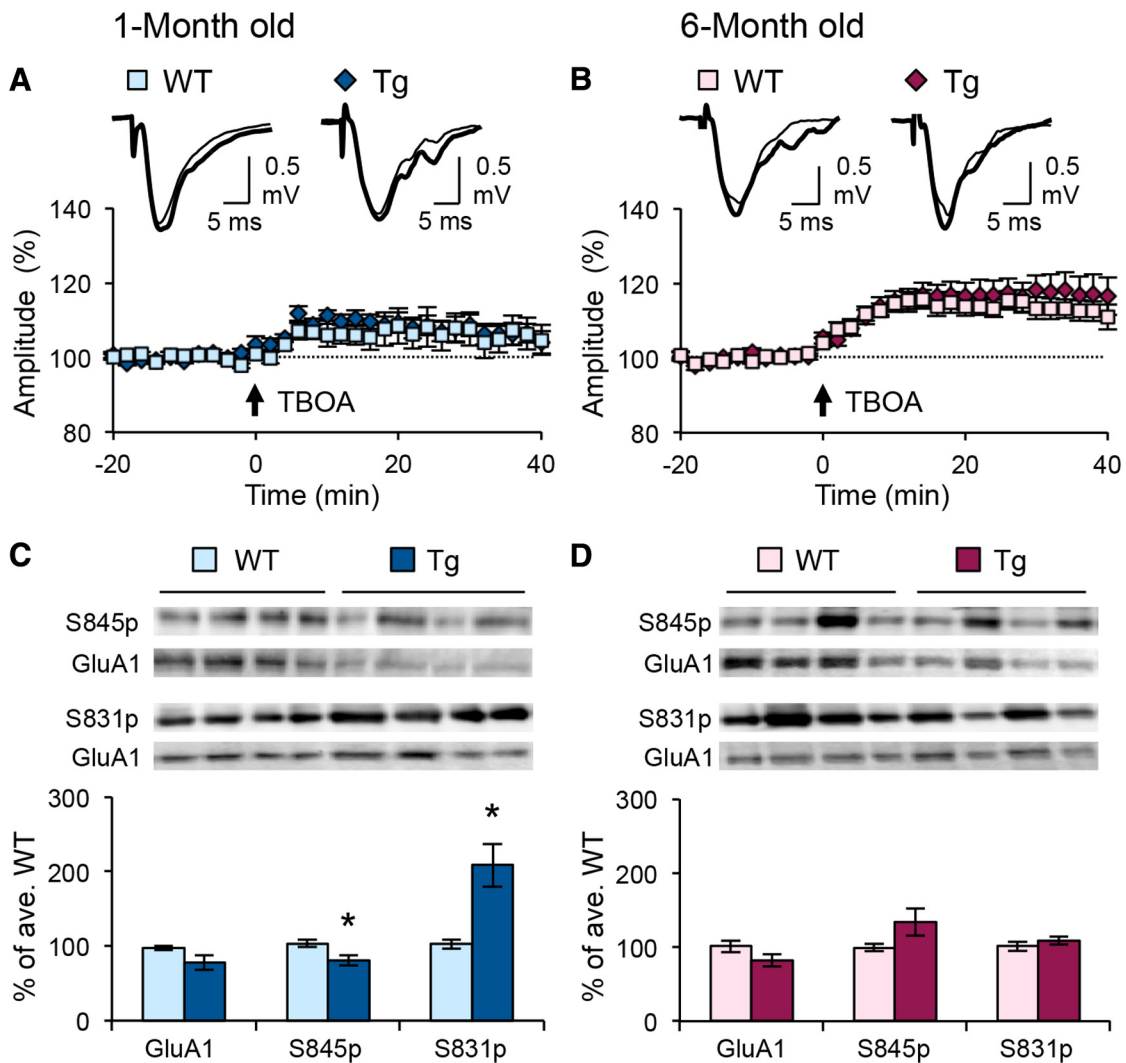 1-Month old
6-Month old
A
WT
Tg
B
WT
Tg
0.5
mV
5 ms
0.5
mV
5 ms
0.5
mV
5 ms
0.5
mV
5 ms
Amplitude (%)
140
120
100
80
TBOA
-20
0
20
40
Time (min)
Amplitude (%)
140
120
100
80
TBOA
-20
0
20
40
Time (min)
C
WT
Tg
S845p
GluA1
S831p
GluA1
% of ave. WT
300
200
100
0
*
*
GluA1
S845p
S831p
D
WT
Tg
S845p
GluA1
S831p
GluA1
% of ave. WT
300
200
100
0
GluA1
S845p
S831p